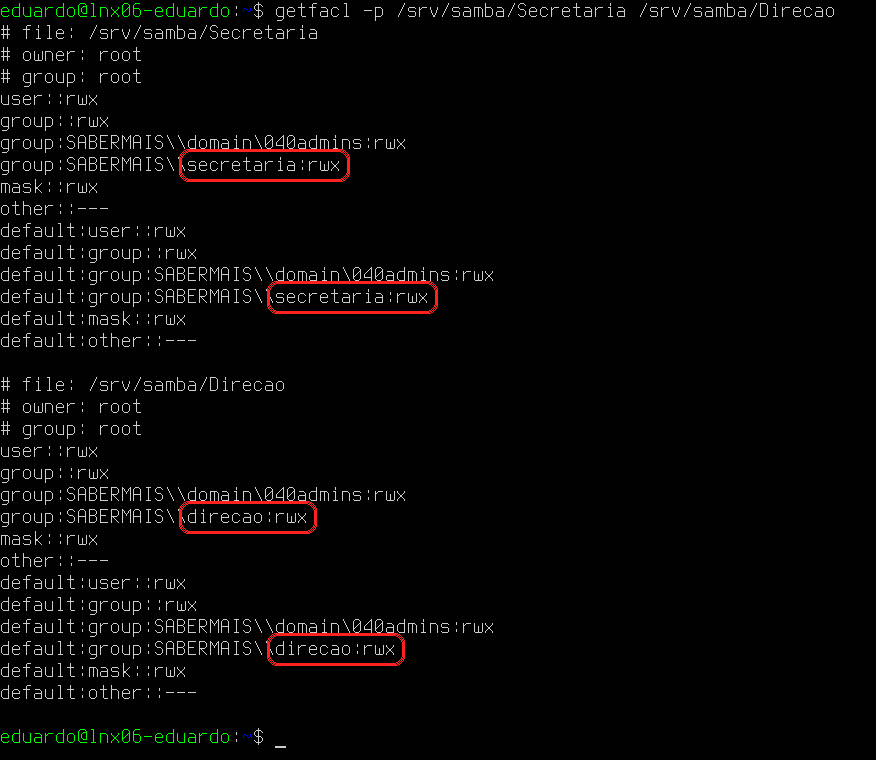 eduardo@lnx06-eduardo:~$ getfacl -p /srv/samba/Secretaria /srv/samba/Direcao
# file: /srv/samba/Secretaria
# owner: root
# group: root
user::rwx
group::rwx
group:SABERMAIS\\domain\040admins:rwx
group:SABERMAIS\\secretaria:rwx
mask::rwx
other::---
default:user::rwx
default:group::rwx
default:group:SABERMAIS\\domain\040admins:rwx
default:group:SABERMAIS\\secretaria:rwx
default:mask::rwx
default:other::---
# file: /srv/samba/Direcao
# owner: root
# group: root
user::rwx
group::rwx
group:SABERMAIS\\domain\040admins:rwx
group:SABERMAIS\\direcao:rwx
mask::rwx
other::---
default:user::rwx
default:group::rwx
default:group:SABERMAIS\\domain\040admins:rwx
default:group:SABERMAIS\\direcao:rwx
default:mask::rwx
default:other::---
eduardo@lnx06-eduardo:~$ _